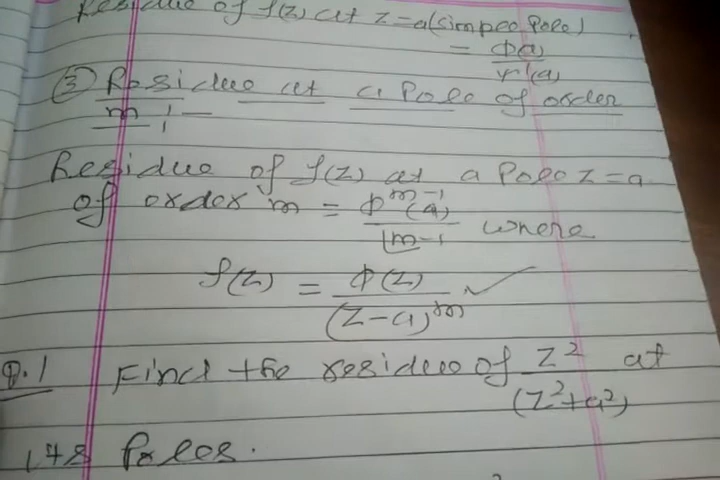 Residue of f(z) at z=a (simple Pole)
= Φ(a)/ψ'(a)
③ Residue at a Pole of order
m :-
Residue of f(z) at a Pole z=a
of order m = Φ^{m-1}(a)/|m-1 where
f(z) = Φ(z)/(z-a)^m ✓
Q.1 Find the residue of z²/(z²+a²) at
its Poles.